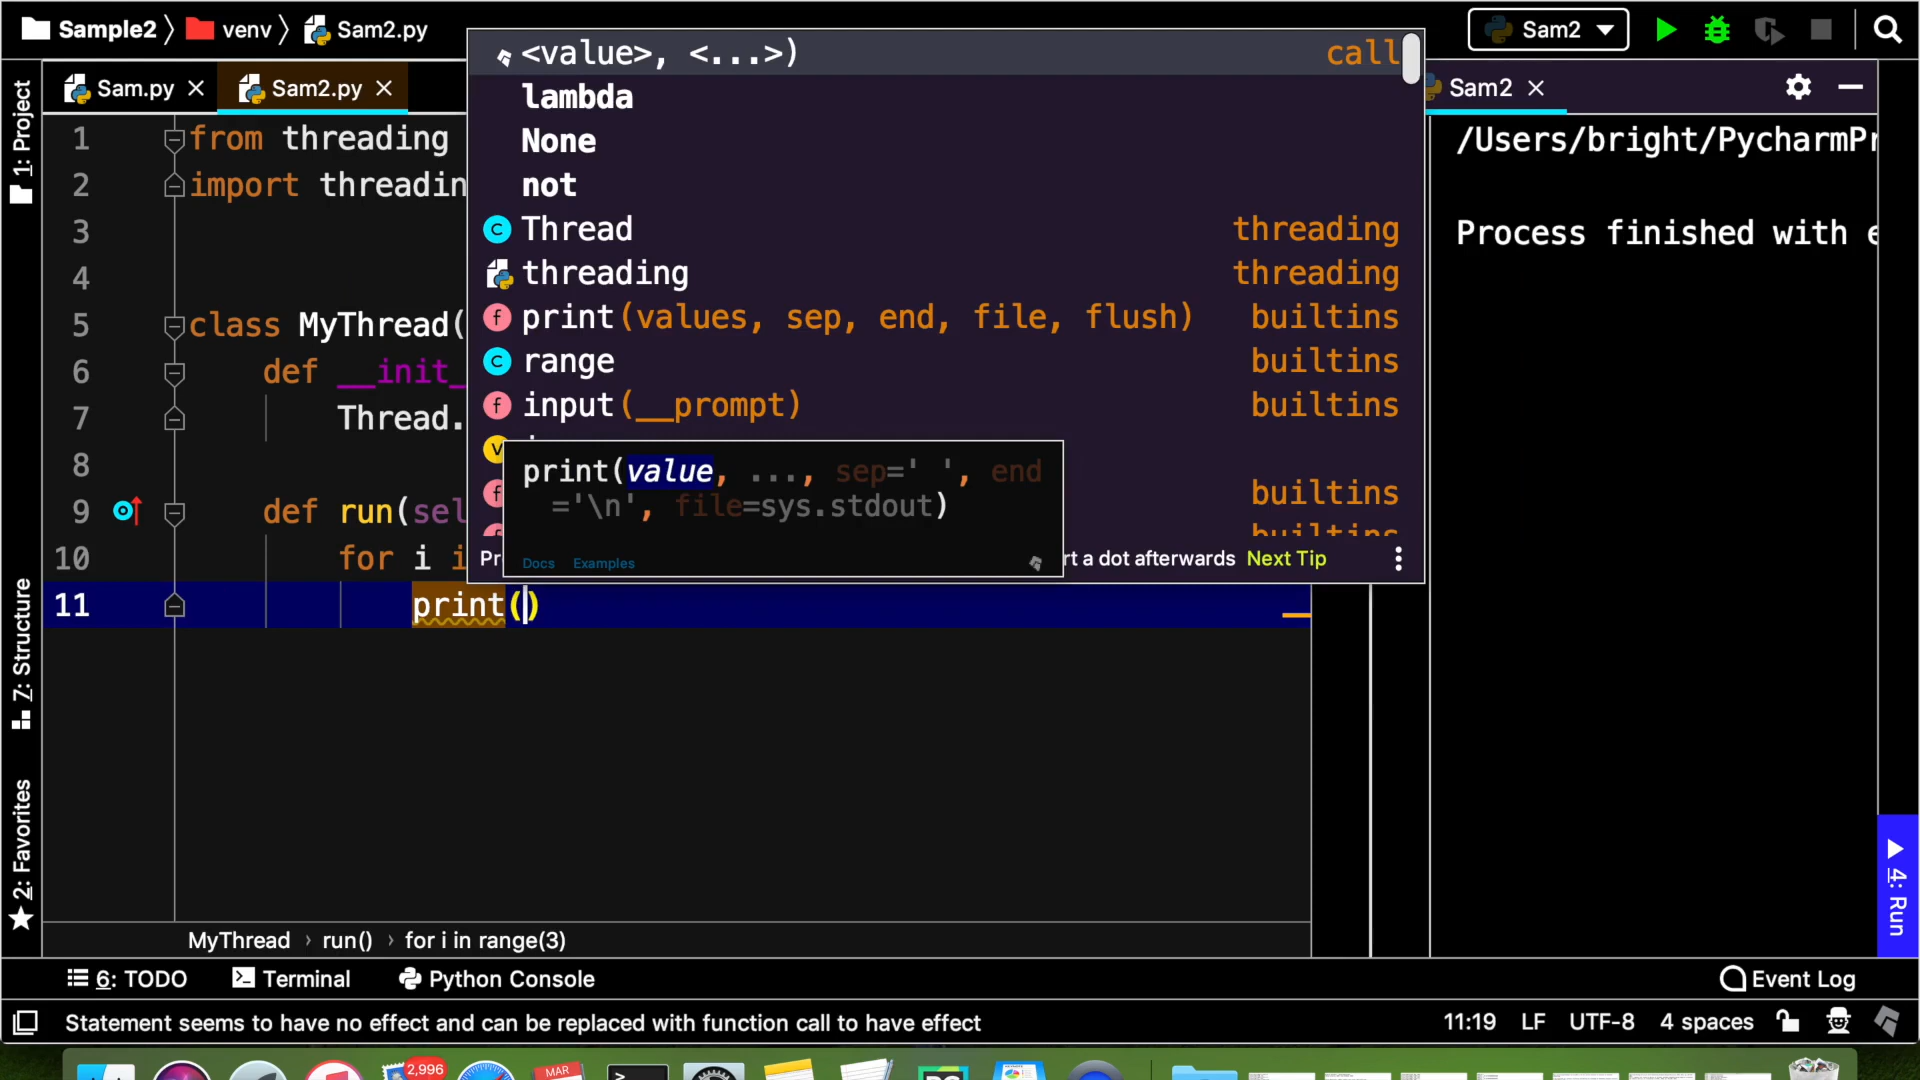 Sample2 venv Sam2.py
Sam2
Sam.py Sam2.py
Sam2
1: Project
7: Structure
2: Favorites
1 from threading
2 import threadin
3
4
5 class MyThread(
6 def __init_
7 Thread.
8
9 def run(sel
10 for i i
11 print()
<value>, <...>) call
lambda
None
not
Thread threading
threading threading
print(values, sep, end, file, flush) builtins
range builtins
input(__prompt) builtins
builtins
builtins
print(value, ..., sep=' ', end
='\n', file=sys.stdout)
Docs Examples
Pr
rt a dot afterwards Next Tip
/Users/bright/PycharmPr
Process finished with e
4: Run
MyThread › run() › for i in range(3)
6: TODO Terminal Python Console Event Log
Statement seems to have no effect and can be replaced with function call to have effect 11:19 LF UTF-8 4 spaces
2,996
MAR